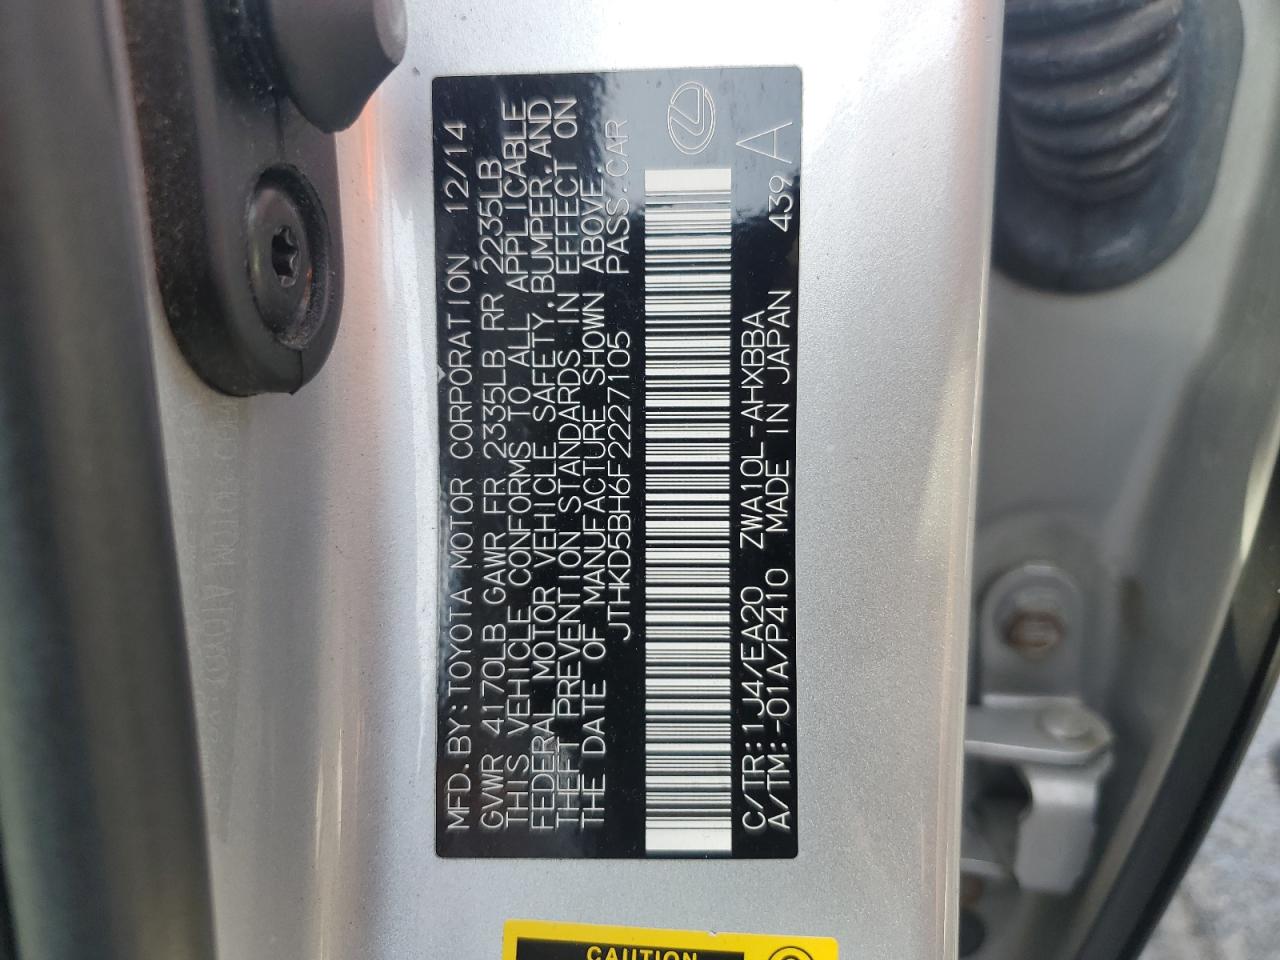 MFD.BY:TOYOTA MOTOR CORPORATION 12/14
GVWR 4170LB GAWR FR 2335LB RR 2235LB
THIS VEHICLE CONFORMS TO ALL APPLICABLE
FEDERAL MOTOR VEHICLE SAFETY,BUMPER,AND
THEFT PREVENTION STANDARDS IN EFFECT ON
THE DATE OF MANUFACTURE SHOWN ABOVE
JTHKD5BH6F2227105 PASS.CAR
C/TR:1J4/EA20 ZWA10L-AHXBBA A
A/TM:-01A/P410 MADE IN JAPAN 439
CAUTION